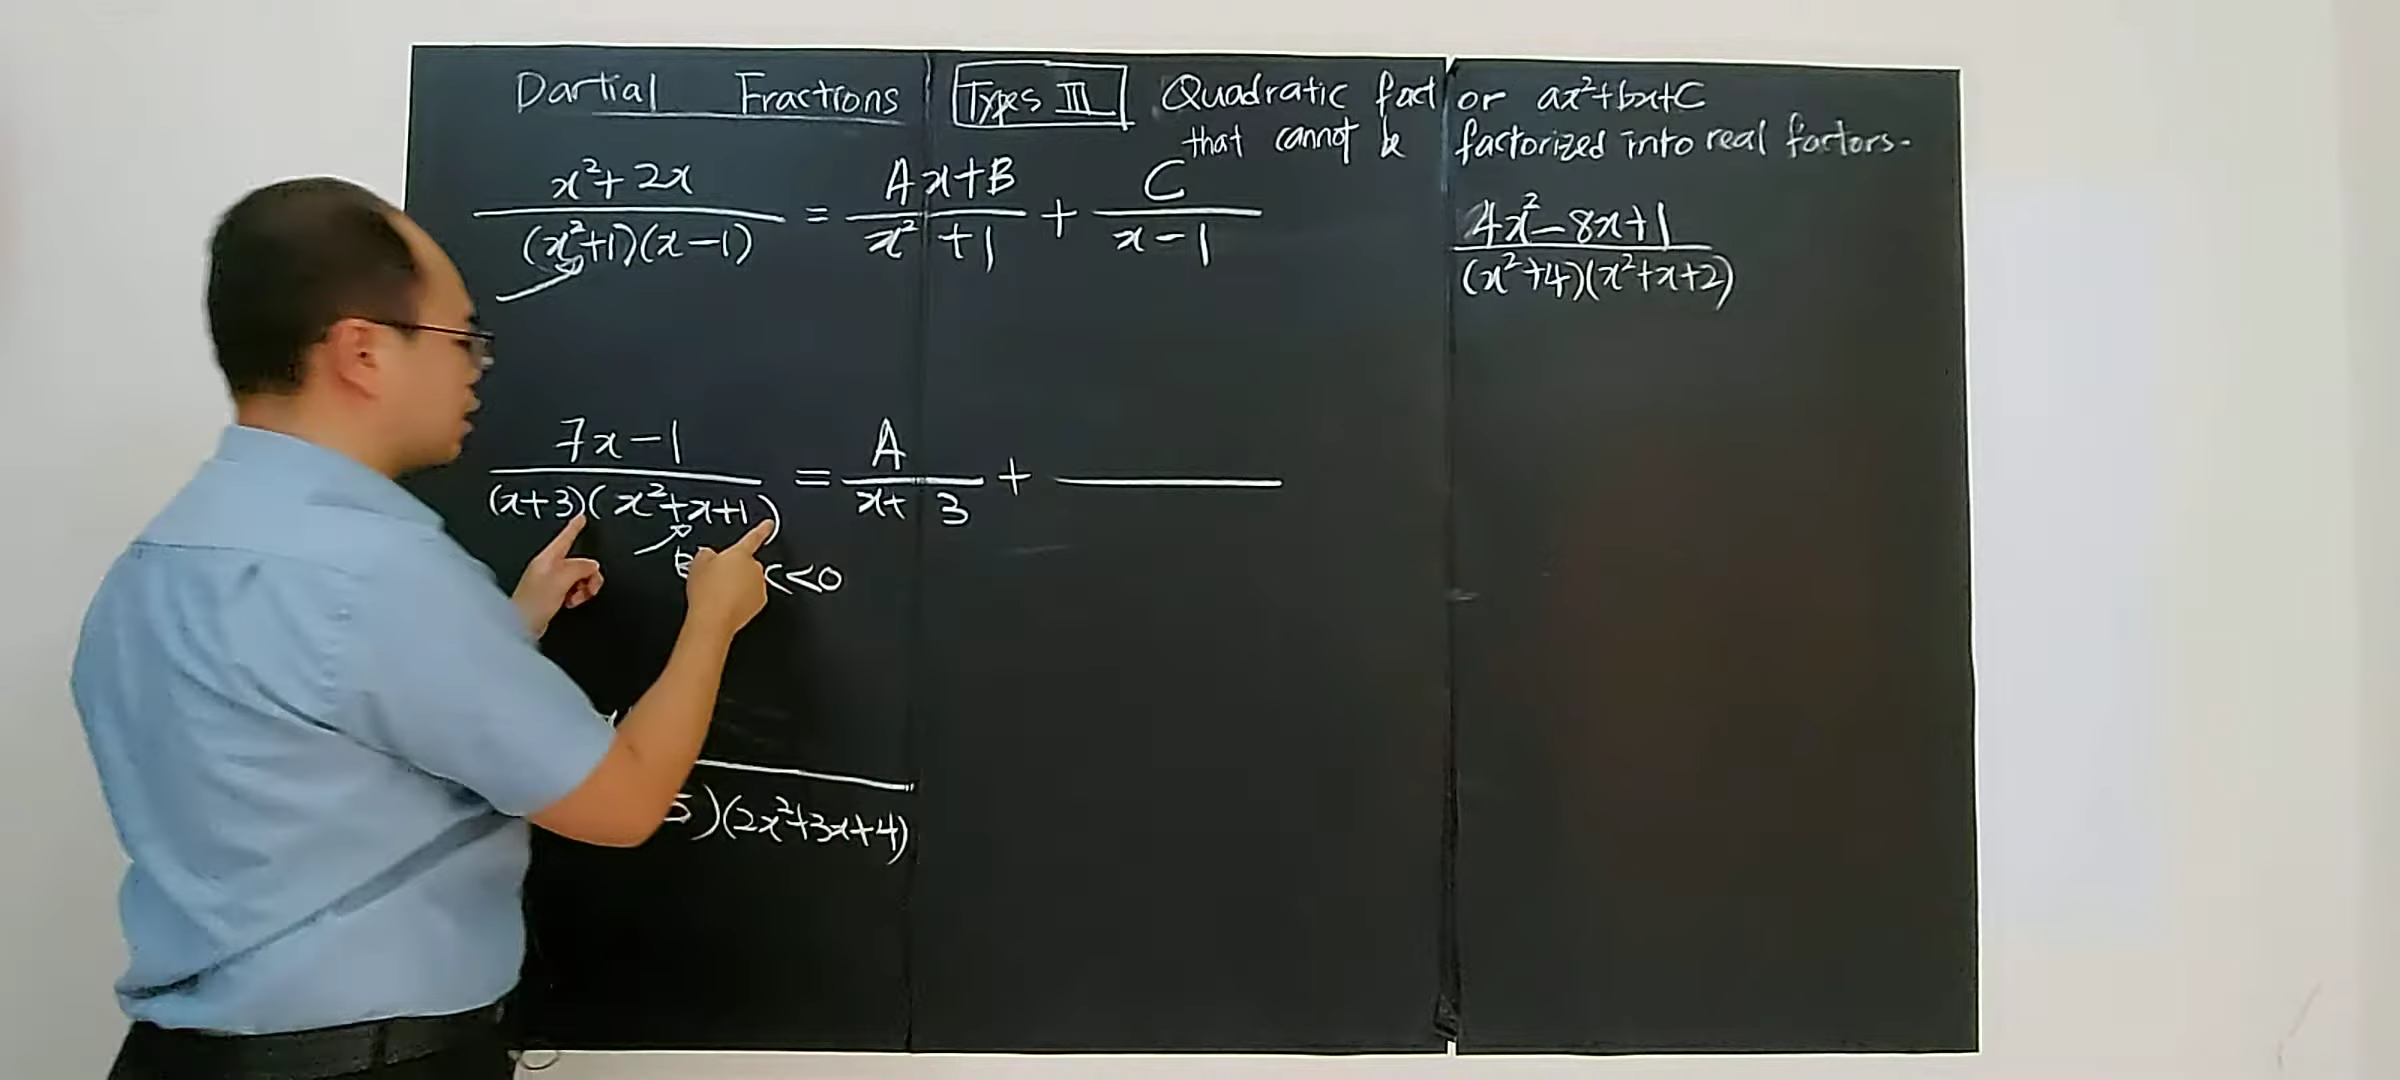 Partial Fractions Types III Quadratic factor ax²+bx+c
that cannot be factorized into real factors.
x²+2x / (x²+1)(x-1) = Ax+B / x²+1 + C / x-1
4x²-8x+1 / (x²+4)(x²+x+2)
7x-1 / (x+3)(x²+x+1) = A / x+3 +
<0
5)(2x²+3x+4)